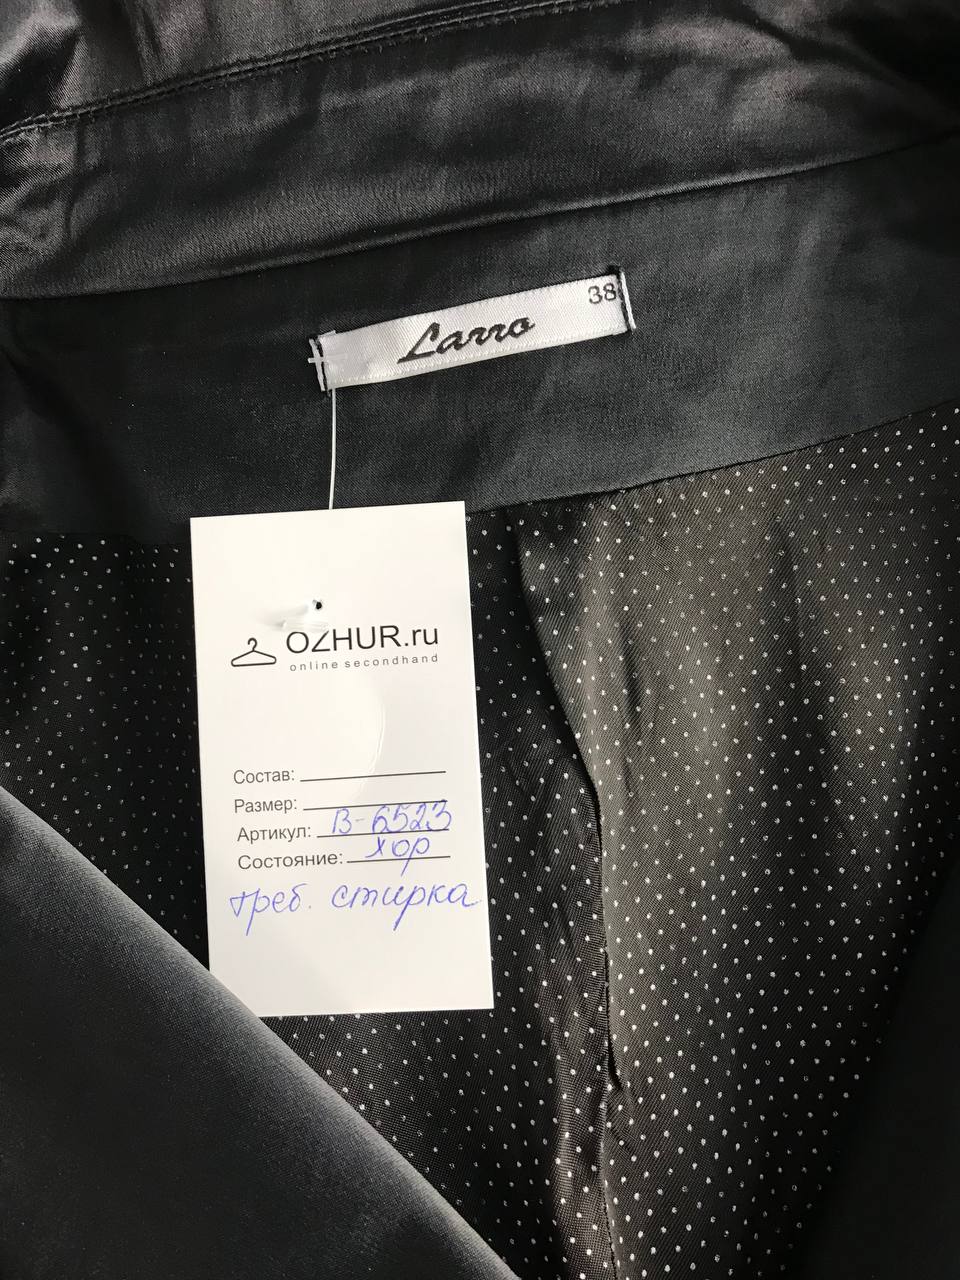 38
Larro
OZHUR.ru
online secondhand
Состав:
Размер:
Артикул: В-6523
Состояние: хор
треб. стирка